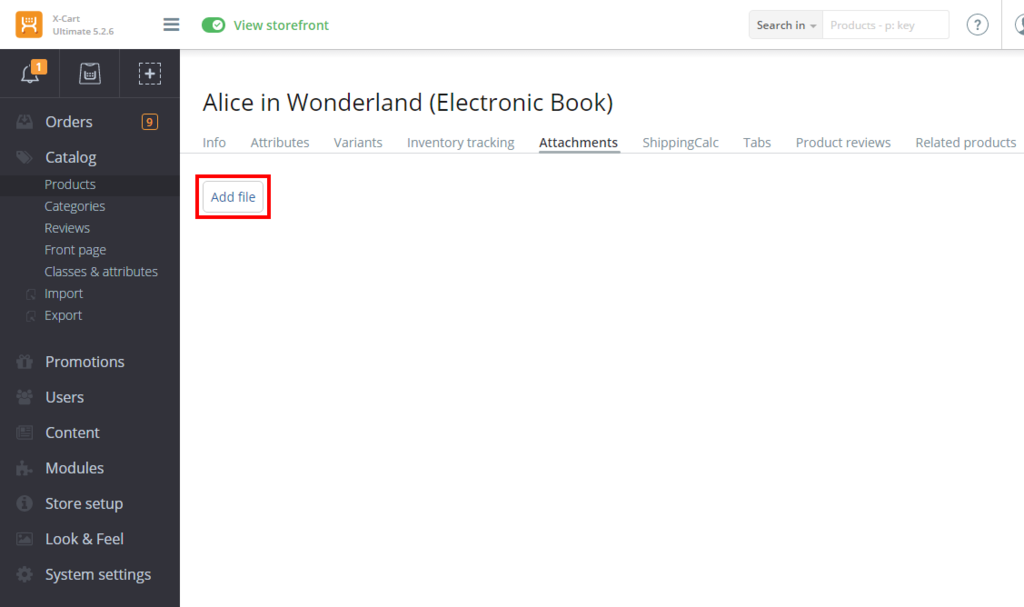 X-Cart
Ultimate 5.2.6
View storefront
Search in
Products - p: key
?
1
Orders 9
Catalog
Products
Categories
Reviews
Front page
Classes & attributes
Import
Export
Promotions
Users
Content
Modules
Store setup
Look & Feel
System settings
Alice in Wonderland (Electronic Book)
Info Attributes Variants Inventory tracking Attachments ShippingCalc Tabs Product reviews Related products
Add file